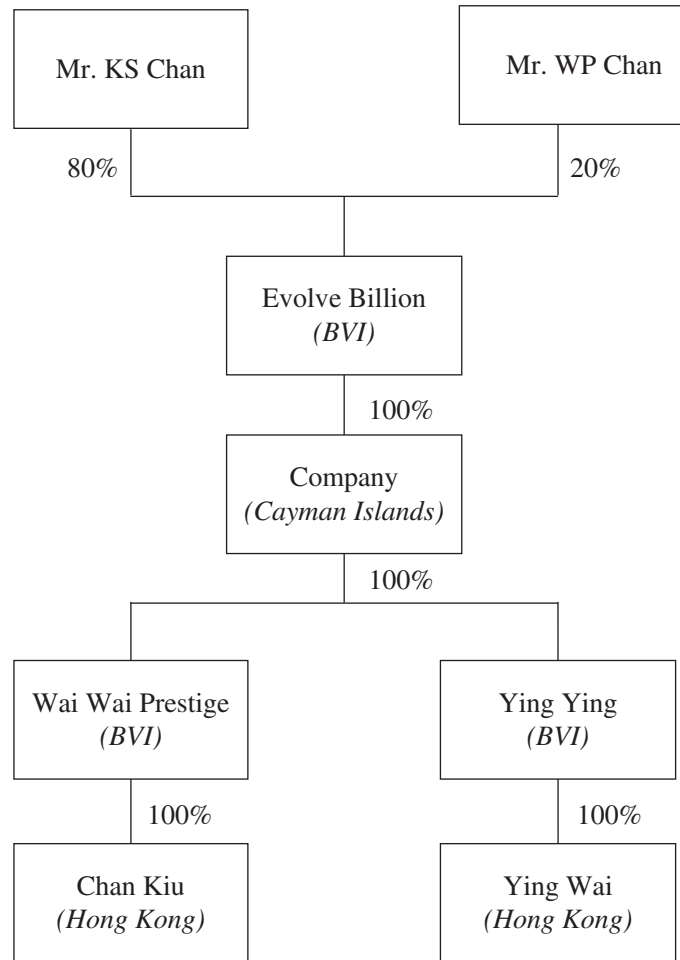 Mr. KS Chan
Mr. WP Chan
80%
20%
Evolve Billion
(BVI)
100%
Company
(Cayman Islands)
100%
Wai Wai Prestige
(BVI)
Ying Ying
(BVI)
100%
100%
Chan Kiu
(Hong Kong)
Ying Wai
(Hong Kong)